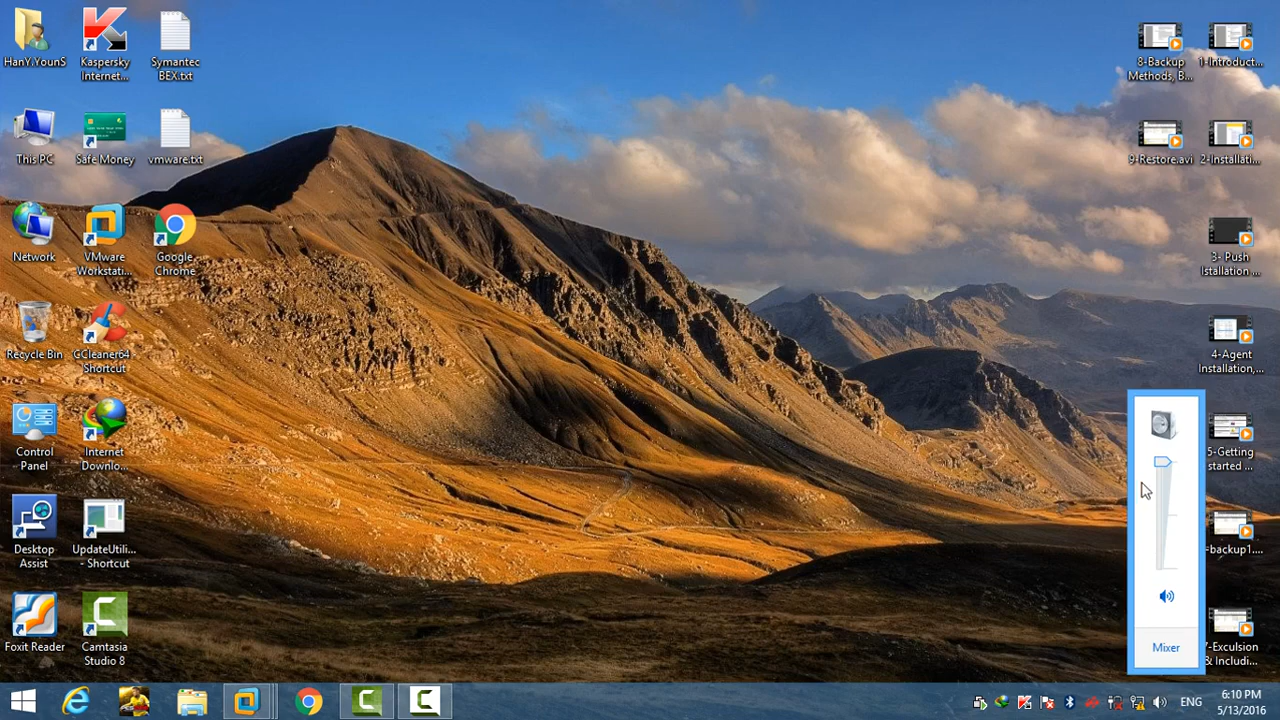 HanY.YounS
Kaspersky
Internet...
Symantec
BEX.txt
This PC
Safe Money
vmware.txt
Network
VMware
Workstati...
Google
Chrome
Recycle Bin
CCleaner64
- Shortcut
Control
Panel
Internet
Downlo...
Desktop
Assist
UpdateUtili...
- Shortcut
Foxit Reader
Camtasia
Studio 8
8-Backup
Methods, B...
1-Introduct...
9-Restore.avi
2-Installati...
3- Push
Istallation ...
4-Agent
Installation,...
5-Getting
started ...
7-Exculsion
& Includi...
Mixer
ENG
6:10 PM
5/13/2016